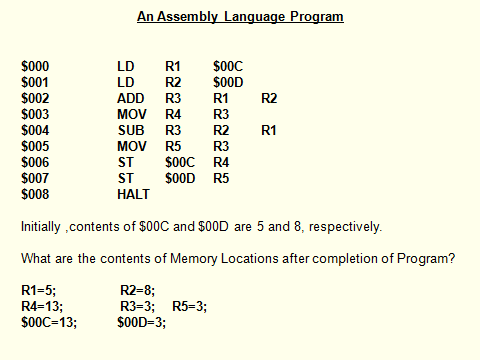 An Assembly Language Program
$000 LD R1 $00C
$001 LD R2 $00D
$002 ADD R3 R1 R2
$003 MOV R4 R3
$004 SUB R3 R2 R1
$005 MOV R5 R3
$006 ST $00C R4
$007 ST $00D R5
$008 HALT
Initially ,contents of $00C and $00D are 5 and 8, respectively.
What are the contents of Memory Locations after completion of Program?
R1=5; R2=8;
R4=13; R3=3; R5=3;
$00C=13; $00D=3;